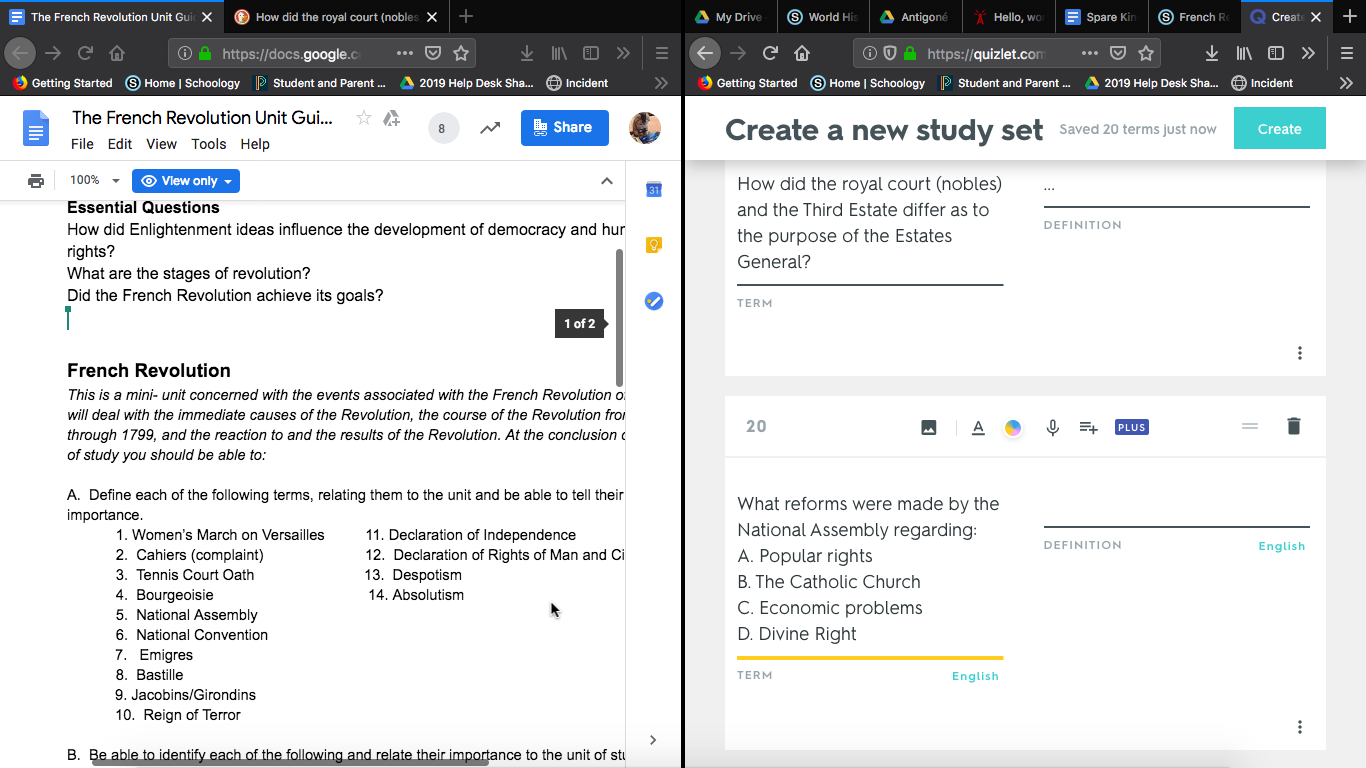 The French Revolution Unit Gui
How did the royal court (nobles
https://docs.google.c
Getting Started
Home | Schoology
Student and Parent ...
2019 Help Desk Sha...
Incident
The French Revolution Unit Gui...
8
Share
File Edit View Tools Help
100%
View only
31
Essential Questions
How did Enlightenment ideas influence the development of democracy and hur
rights?
What are the stages of revolution?
Did the French Revolution achieve its goals?
1 of 2
French Revolution
This is a mini- unit concerned with the events associated with the French Revolution o
will deal with the immediate causes of the Revolution, the course of the Revolution fror
through 1799, and the reaction to and the results of the Revolution. At the conclusion o
of study you should be able to:
A. Define each of the following terms, relating them to the unit and be able to tell their
importance.
1. Women's March on Versailles 11. Declaration of Independence
2. Cahiers (complaint) 12. Declaration of Rights of Man and Ci
3. Tennis Court Oath 13. Despotism
4. Bourgeoisie 14. Absolutism
5. National Assembly
6. National Convention
7. Emigres
8. Bastille
9. Jacobins/Girondins
10. Reign of Terror
B. Be able to identify each of the following and relate their importance to the unit of stu
My Drive
World His
Antigoné
Hello, wo
Spare Kin
French Re
Create
https://quizlet.com
Getting Started
Home | Schoology
Student and Parent ...
2019 Help Desk Sha...
Incident
Create a new study set
Saved 20 terms just now
Create
How did the royal court (nobles)
and the Third Estate differ as to
the purpose of the Estates
General?
TERM
...
DEFINITION
20
PLUS
What reforms were made by the
National Assembly regarding:
A. Popular rights
B. The Catholic Church
C. Economic problems
D. Divine Right
TERM English
DEFINITION English